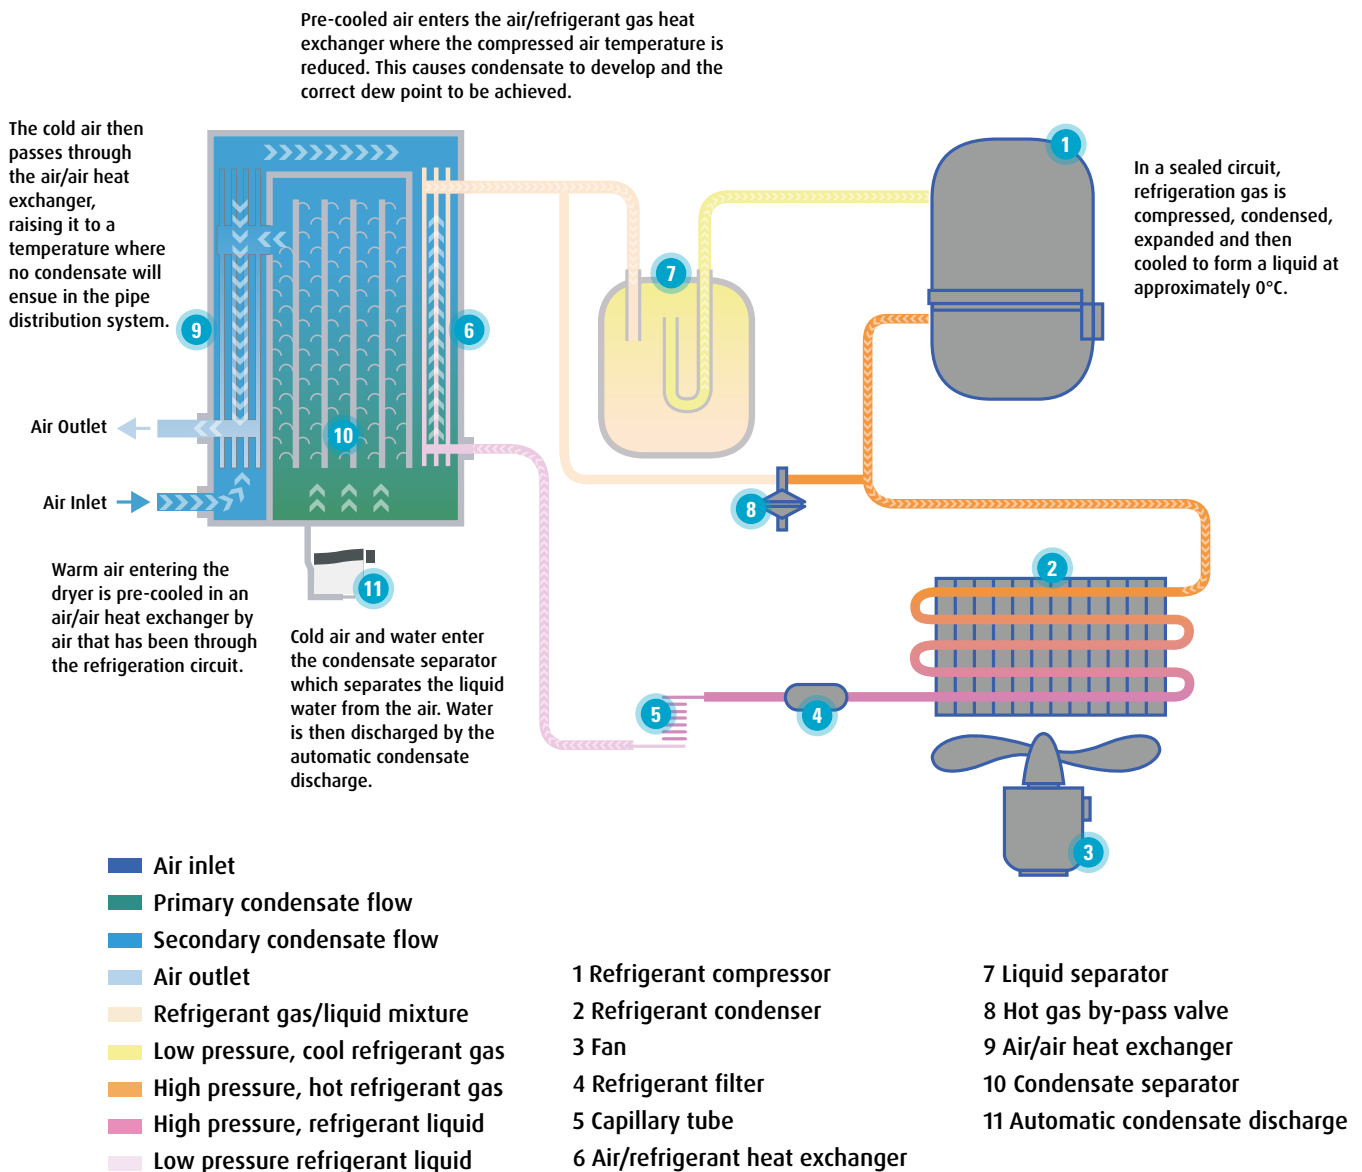 Pre-cooled air enters the air/refrigerant gas heat
exchanger where the compressed air temperature is
reduced. This causes condensate to develop and the
correct dew point to be achieved.
The cold air then
passes through
the air/air heat
exchanger,
raising it to a
temperature where
no condensate will
ensue in the pipe
distribution system.
1
In a sealed circuit,
refrigeration gas is
compressed, condensed,
expanded and then
cooled to form a liquid at
approximately 0°C.
7
9
6
Air Outlet
10
Air Inlet
8
Warm air entering the
dryer is pre-cooled in an
air/air heat exchanger by
air that has been through
the refrigeration circuit.
11
2
Cold air and water enter
the condensate separator
which separates the liquid
water from the air. Water
is then discharged by the
automatic condensate
discharge.
5
4
3
Air inlet
Primary condensate flow
Secondary condensate flow
Air outlet
Refrigerant gas/liquid mixture
Low pressure, cool refrigerant gas
High pressure, hot refrigerant gas
High pressure, refrigerant liquid
Low pressure refrigerant liquid
1 Refrigerant compressor
2 Refrigerant condenser
3 Fan
4 Refrigerant filter
5 Capillary tube
6 Air/refrigerant heat exchanger
7 Liquid separator
8 Hot gas by-pass valve
9 Air/air heat exchanger
10 Condensate separator
11 Automatic condensate discharge